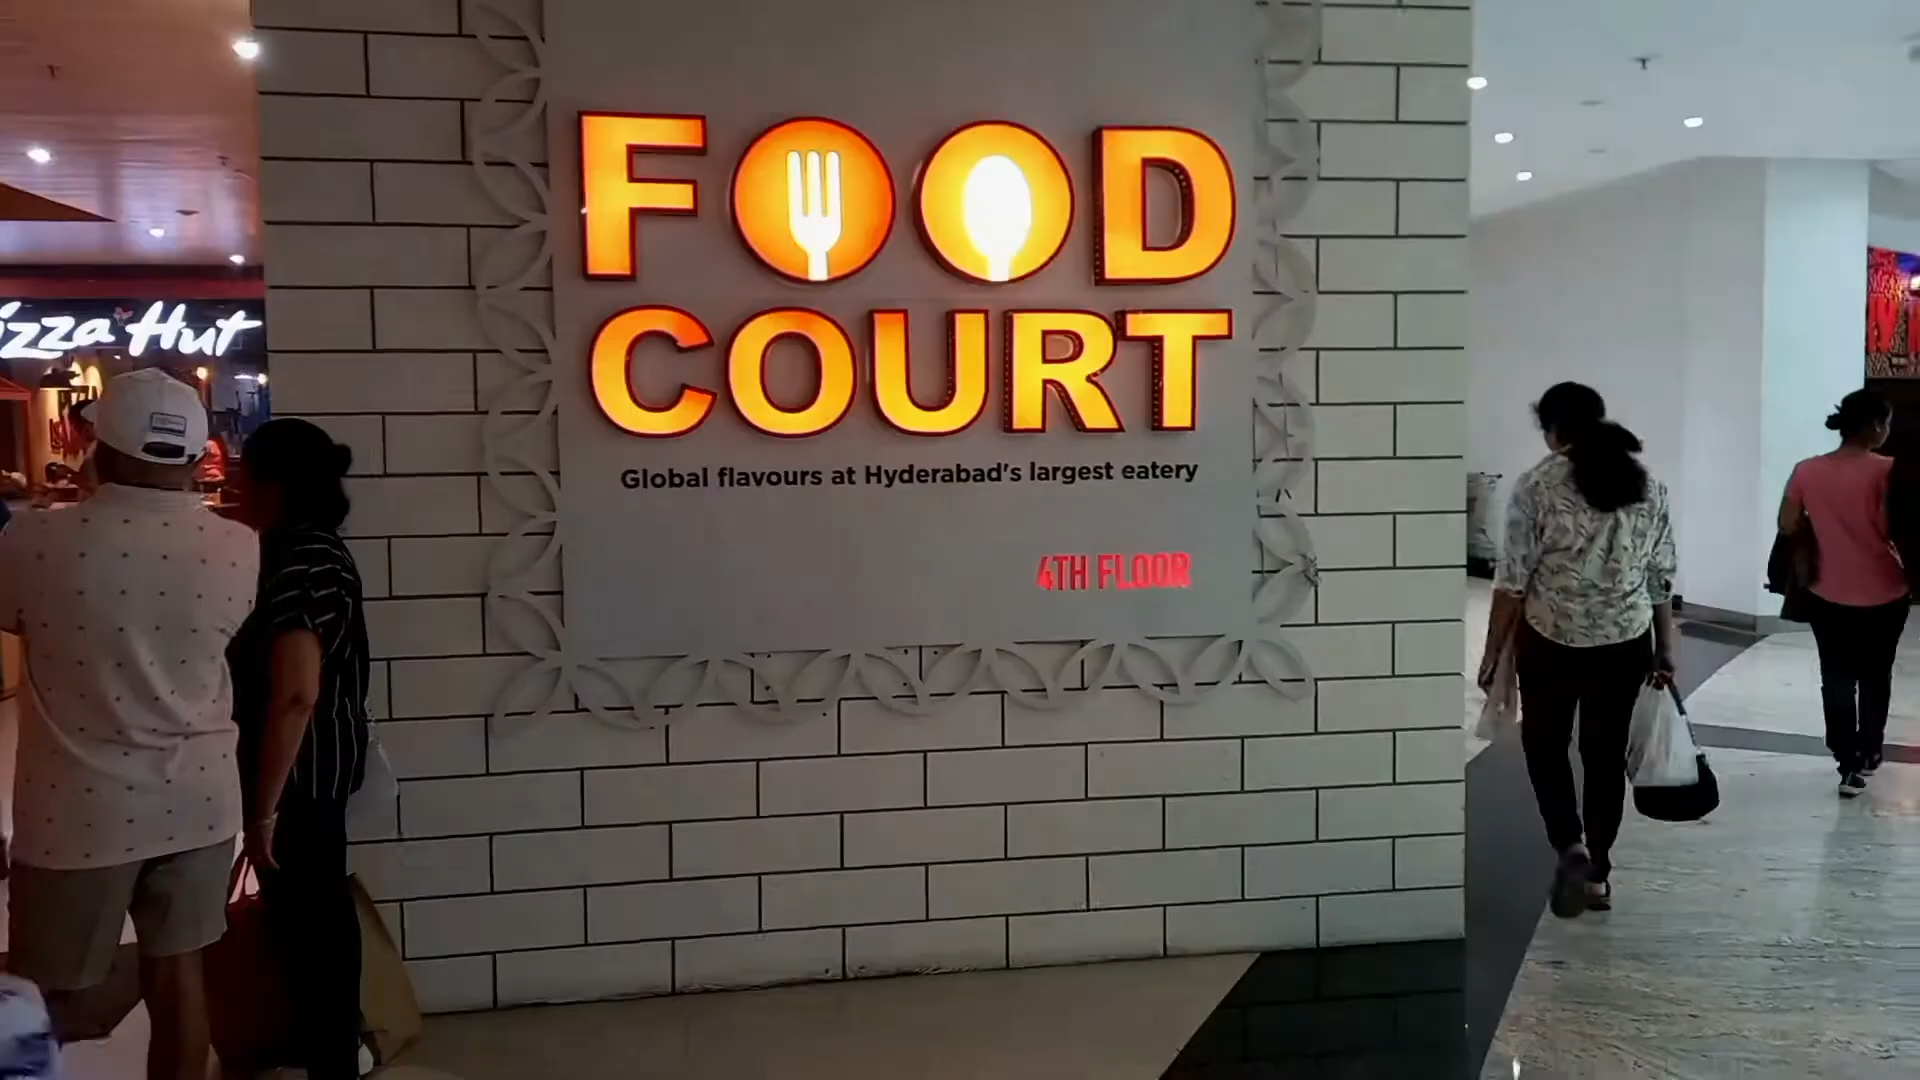 FOOD
COURT
Global flavours at Hyderabad's largest eatery
4TH FLOOR
izza Hut